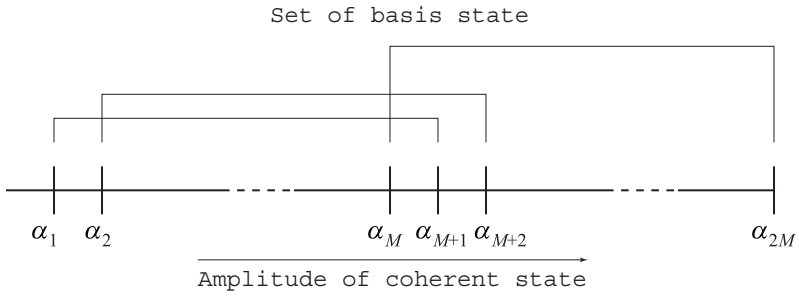 Set of basis state
α1 α2 αM αM+1 αM+2 α2M
Amplitude of coherent state